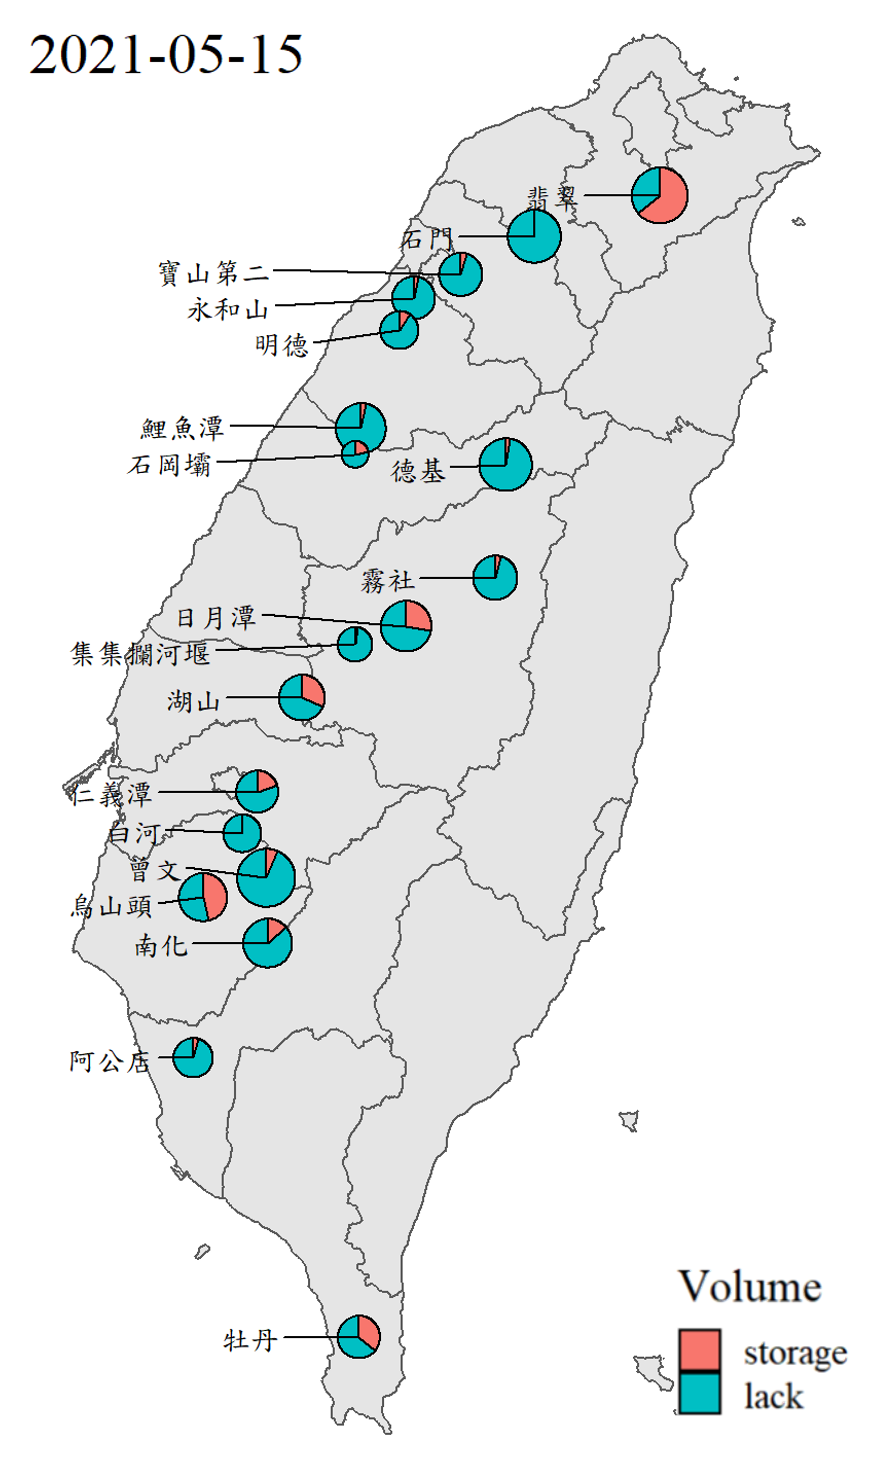 2021-05-15
翡翠
石門
寶山第二
永和山
明德
鯉魚潭
石岡壩
德基
霧社
日月潭
集集攔河堰
湖山
仁義潭
白河
曾文
烏山頭
南化
阿公店
牡丹
Volume
storage
lack